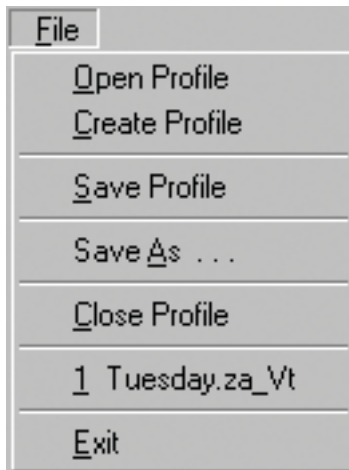 File
Open Profile
Create Profile
Save Profile
Save As ...
Close Profile
1 Tuesday.za_Vt
Exit